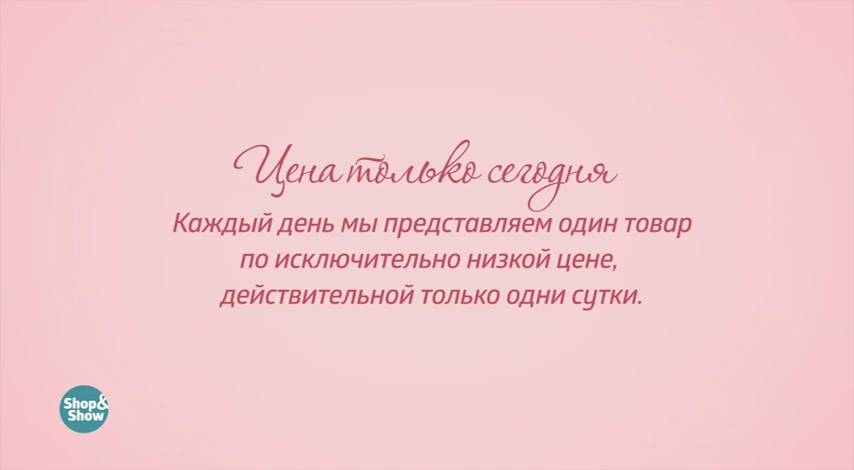 Цена только сегодня
Каждый день мы представляем один товар
по исключительно низкой цене,
действительной только одни сутки.
Shop&
Show